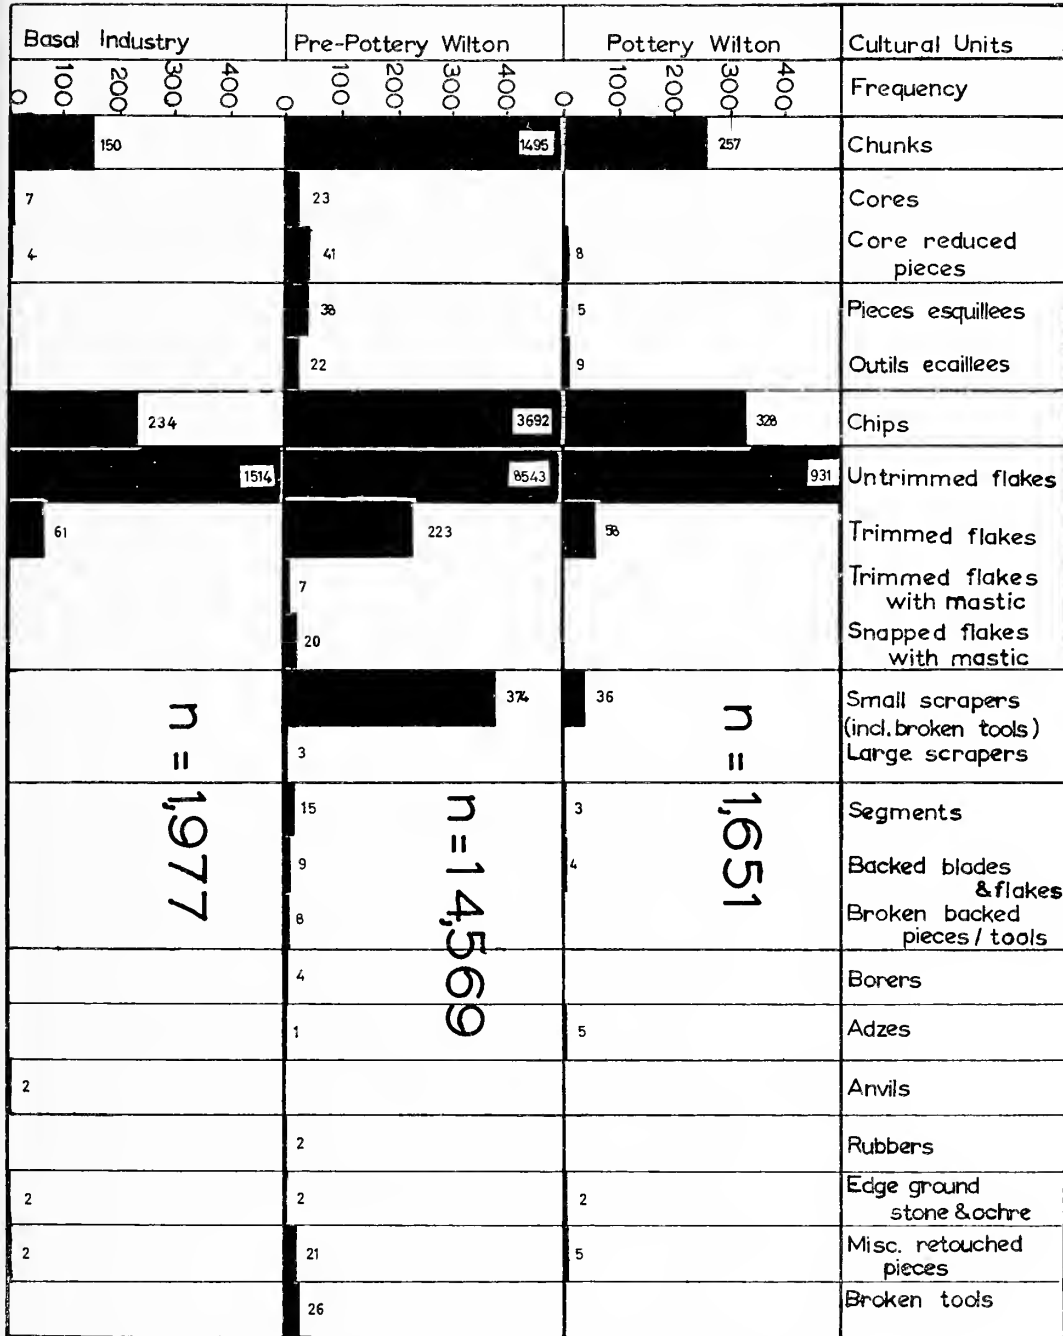 Basal Industry Pre-Pottery Wilton Pottery Wilton Cultural Units
0 100 200 300 400 0 100 200 300 400 0 100 200 300 400 Frequency
150 1495 257 Chunks
7 23 Cores
4 41 8 Core reduced
pieces
38 5 Pieces esquillees
22 9 Outils ecaillees
234 3692 328 Chips
1514 8543 931 Untrimmed flakes
61 223 58 Trimmed flakes
7 Trimmed flakes
with mastic
20 Snapped flakes
with mastic
374 36 Small scrapers
(incl. broken tools)
3 Large scrapers
n = 1,977
n = 14,569
n = 1,651
15 3 Segments
9 4 Backed blades
& flakes
8 Broken backed
pieces / tools
4 Borers
1 5 Adzes
2 Anvils
2 Rubbers
2 2 2 Edge ground
stone & ochre
2 21 5 Misc. retouched
pieces
26 Broken tools